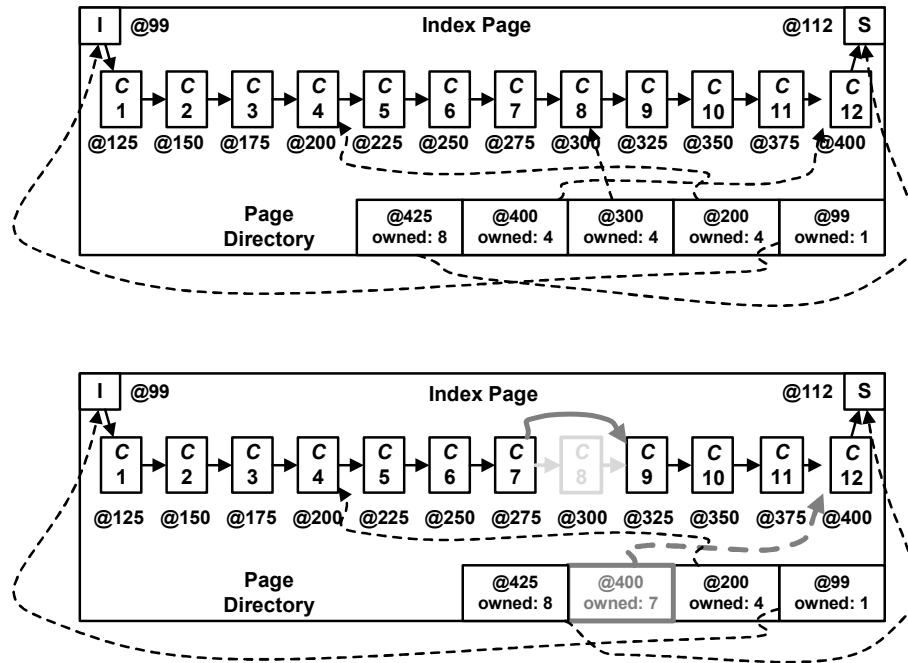 I @99 Index Page @112 S
C C C C C C C C C C C C
1 2 3 4 5 6 7 8 9 10 11 12
@125 @150 @175 @200 @225 @250 @275 @300 @325 @350 @375 @400
Page Directory
@425 @400 @300 @200 @99
owned: 8 owned: 4 owned: 4 owned: 4 owned: 1
I @99 Index Page @112 S
C C C C C C C C C C C C
1 2 3 4 5 6 7 8 9 10 11 12
@125 @150 @175 @200 @225 @250 @275 @300 @325 @350 @375 @400
Page Directory
@425 @400 @200 @99
owned: 8 owned: 7 owned: 4 owned: 1